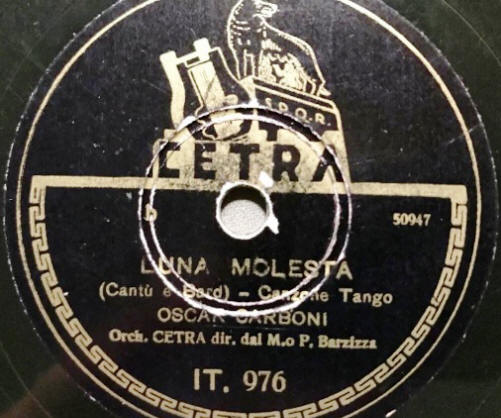 S.P.Q.R.
CETRA
50947
LUNA MOLESTA
(Cantù e Bard) - Canzone Tango
OSCAR CARBONI
Orch. CETRA dir. dal M.o P. Barzizza
IT. 976